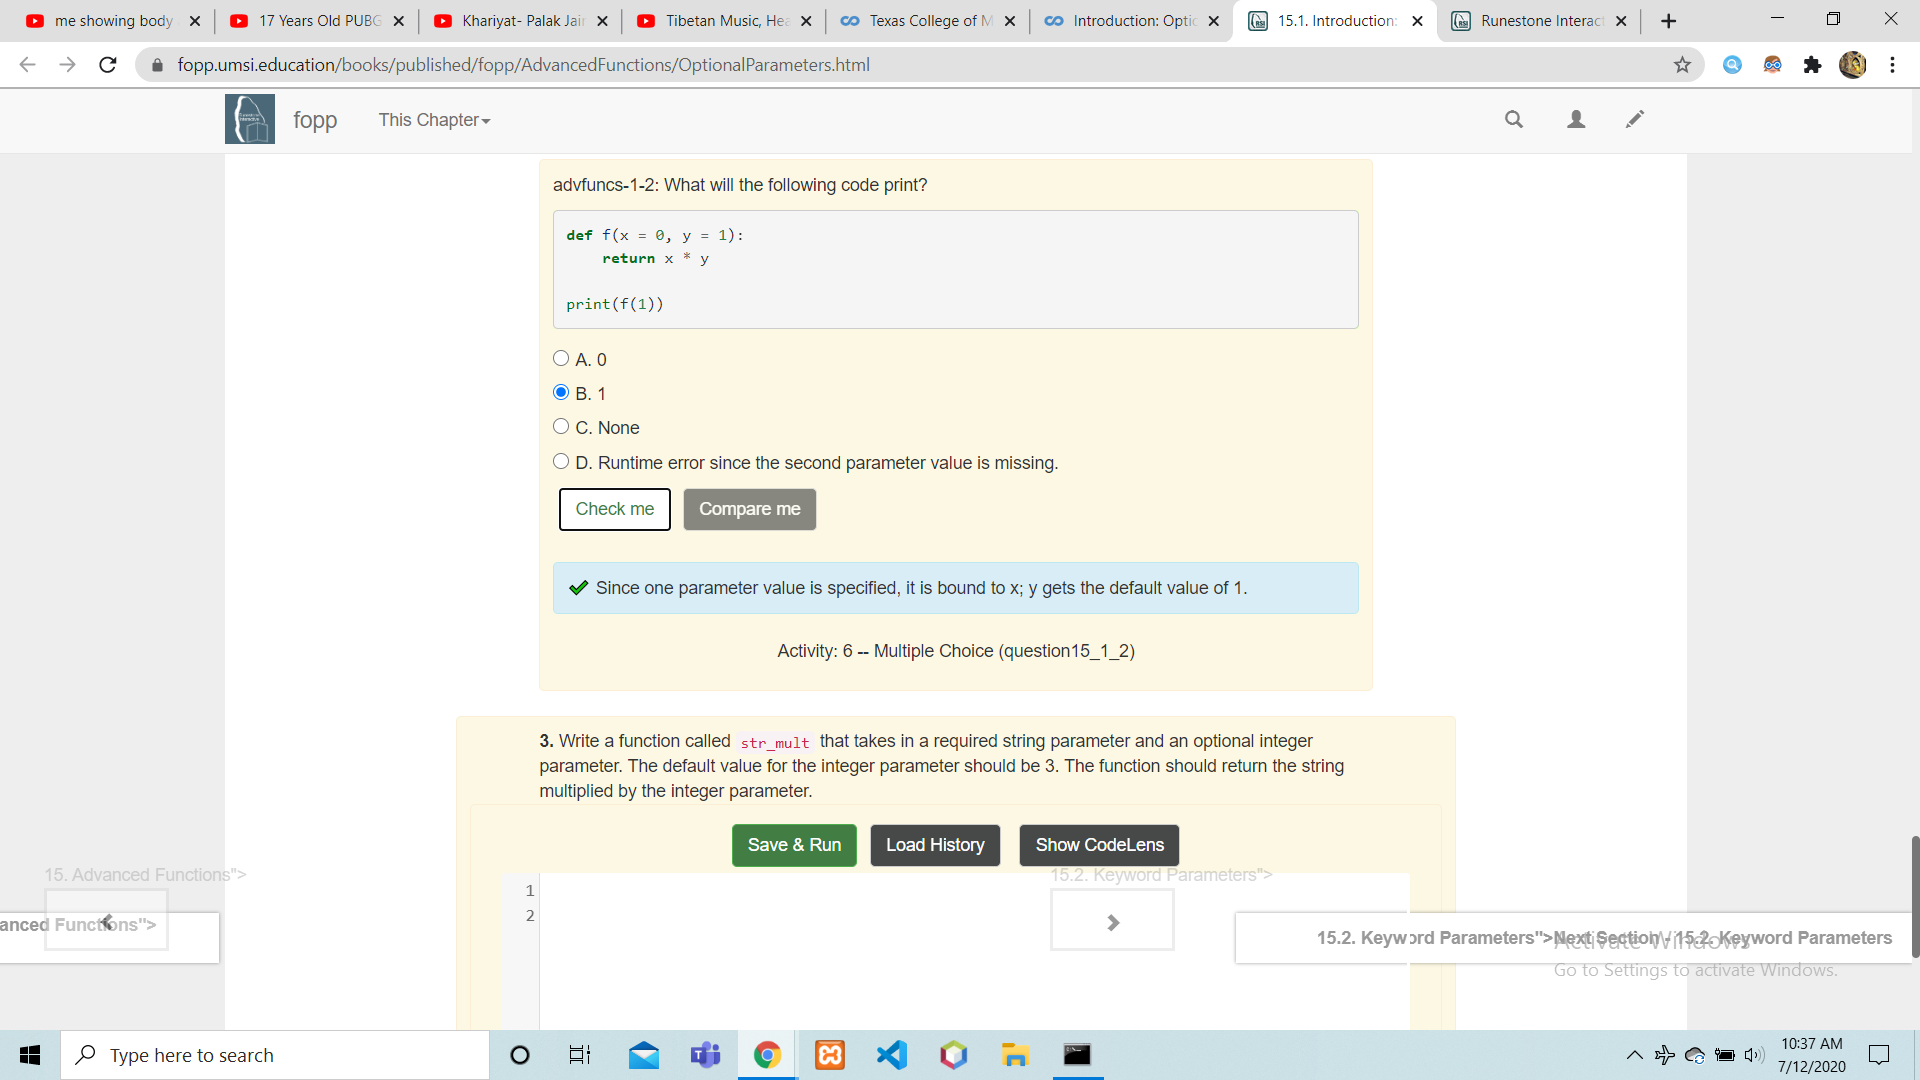 me showing body
17 Years Old PUBG
Khariyat- Palak Jain
Tibetan Music, Hea
Texas College of M
Introduction: Optio
15.1. Introduction:
Runestone Interact
fopp.umsi.education/books/published/fopp/AdvancedFunctions/OptionalParameters.html
fopp
This Chapter
advfuncs-1-2: What will the following code print?
def f(x = 0, y = 1):
return x * y
print(f(1))
A. 0
B. 1
C. None
D. Runtime error since the second parameter value is missing.
Check me
Compare me
Since one parameter value is specified, it is bound to x; y gets the default value of 1.
Activity: 6 -- Multiple Choice (question15_1_2)
3. Write a function called str_mult that takes in a required string parameter and an optional integer
parameter. The default value for the integer parameter should be 3. The function should return the string
multiplied by the integer parameter.
Save & Run
Load History
Show CodeLens
15. Advanced Functions">
15.2. Keyword Parameters">
1
2
anced Functions">
15.2. Keyword Parameters">Next Section - 15.2. Keyword Parameters
Activate Windows
Go to Settings to activate Windows.
Type here to search
10:37 AM
7/12/2020